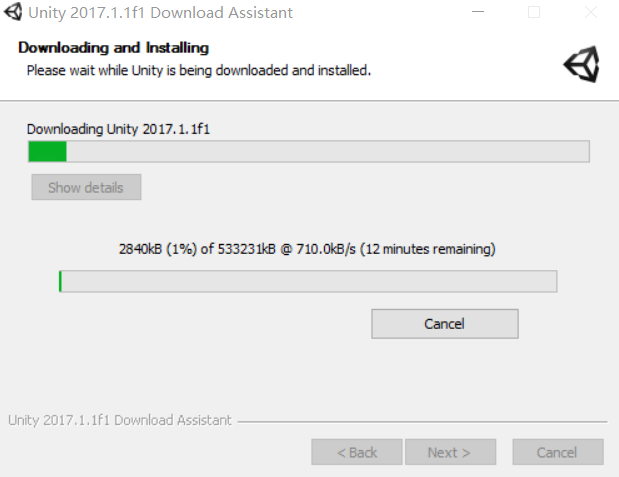 Unity 2017.1.1f1 Download Assistant
Downloading and Installing
Please wait while Unity is being downloaded and installed.
Downloading Unity 2017.1.1f1
Show details
2840kB (1%) of 533231kB @ 710.0kB/s (12 minutes remaining)
Cancel
Unity 2017.1.1f1 Download Assistant
< Back Next > Cancel